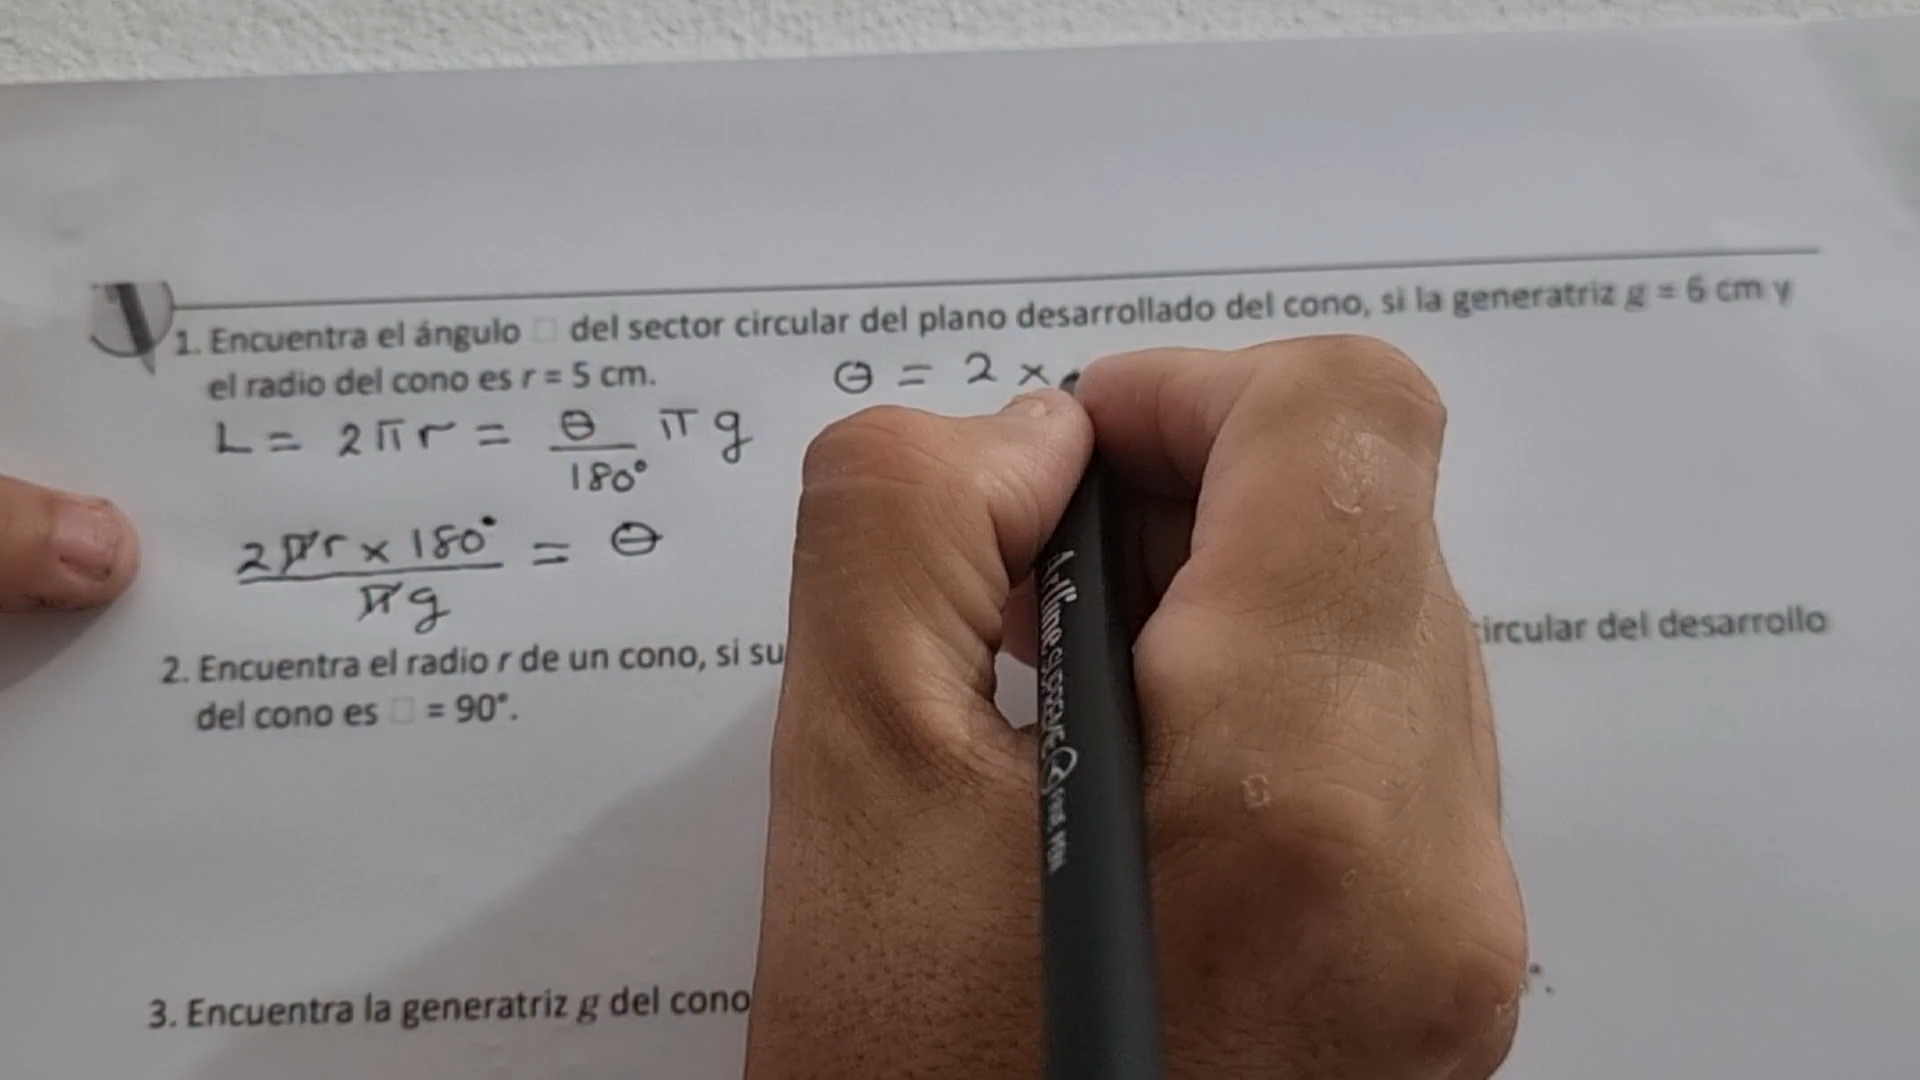 1. Encuentra el ángulo □ del sector circular del plano desarrollado del cono, si la generatriz g = 6 cm y
el radio del cono es r = 5 cm.
θ = 2 ×
L = 2πr = θ/180° πg
2πr × 180°/πg = θ
2. Encuentra el radio r de un cono, si su ircular del desarrollo
del cono es □ = 90°.
3. Encuentra la generatriz g del cono
Artline